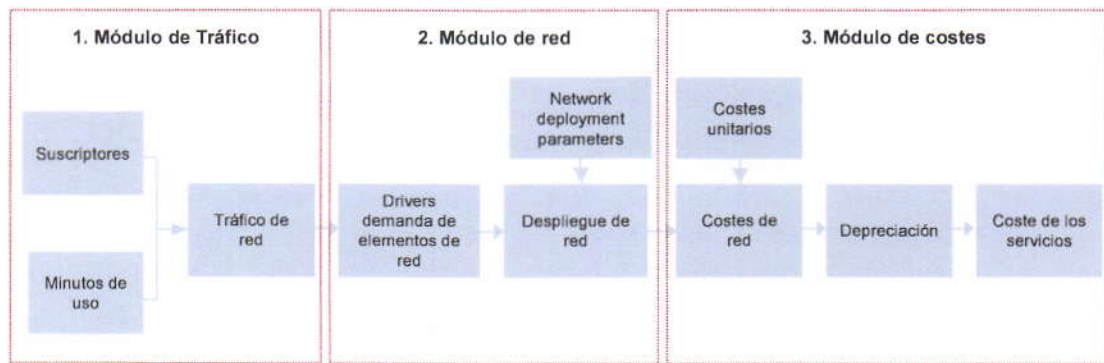 1. Módulo de Tráfico
Suscriptores
Minutos de
uso
Tráfico de
red
2. Módulo de red
Network
deployment
parameters
Drivers
demanda de
elementos de
red
Despliegue de
red
3. Módulo de costes
Costes
unitarios
Costes de
red
Depreciación
Coste de los
servicios